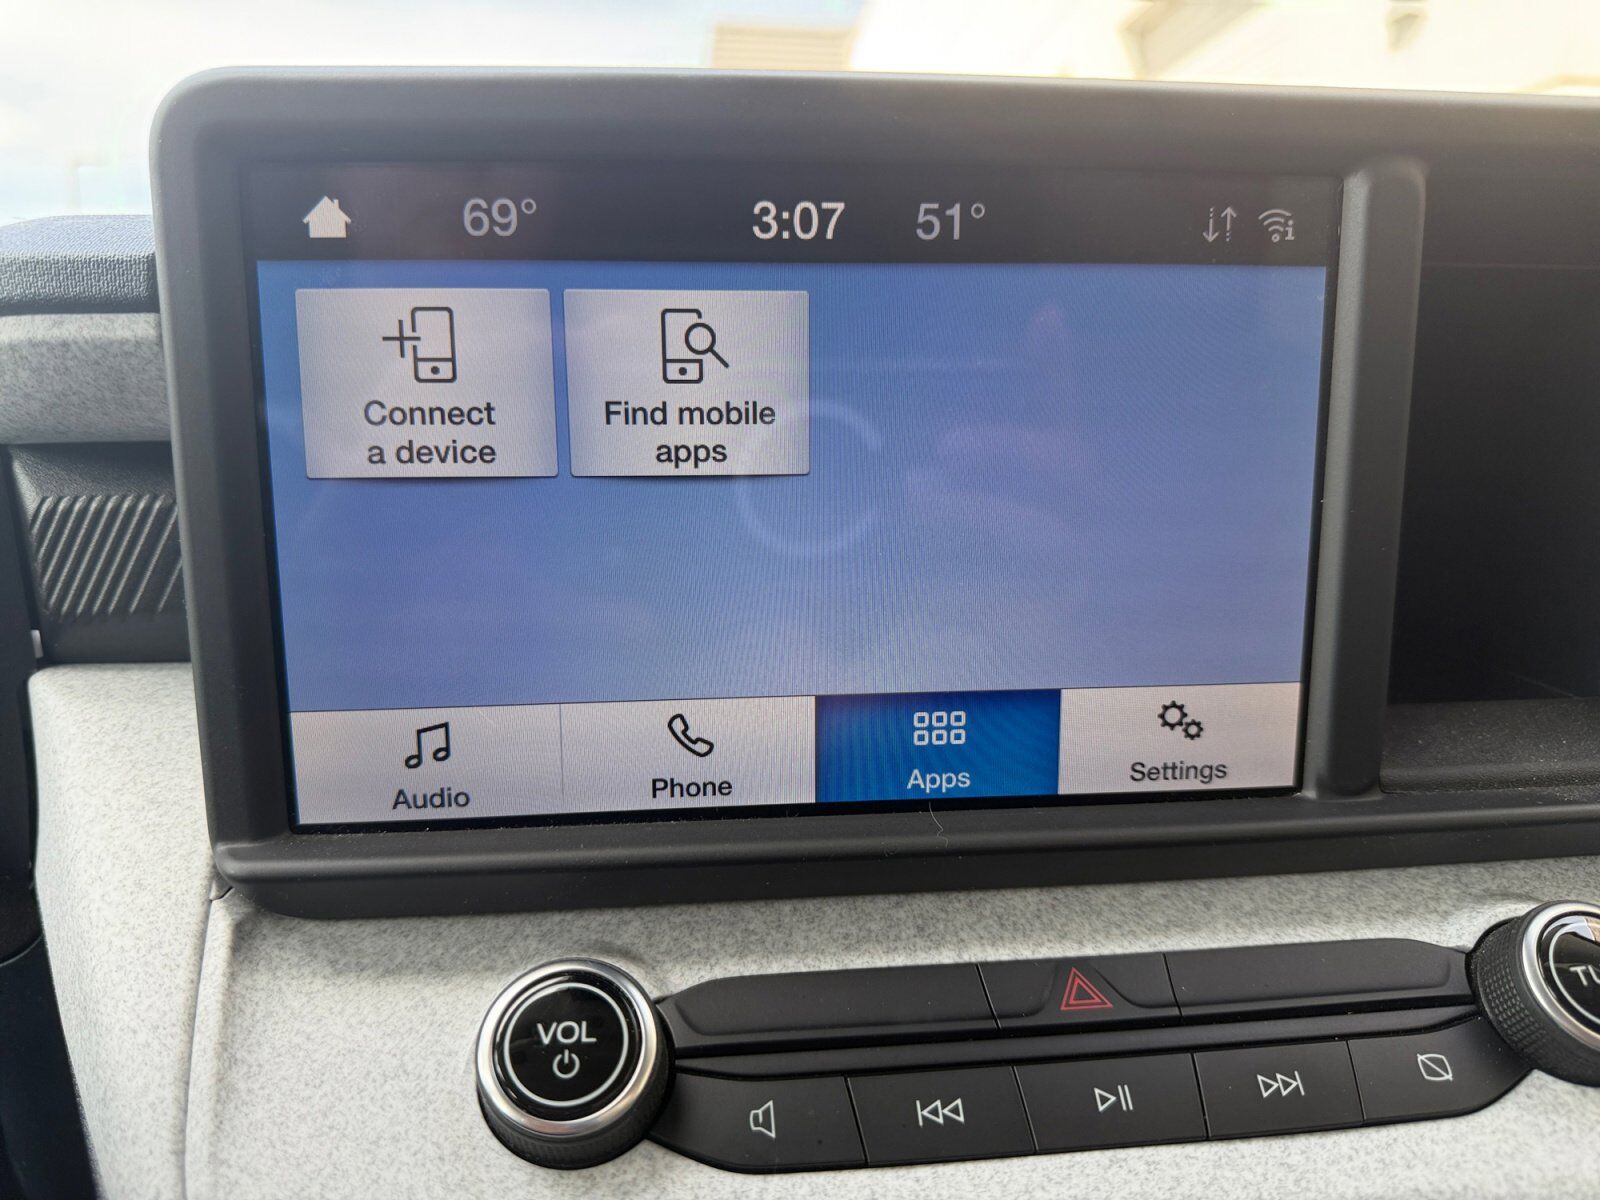 69° 3:07 51°
Connect
a device
Find mobile
apps
Audio
Phone
Apps
Settings
VOL